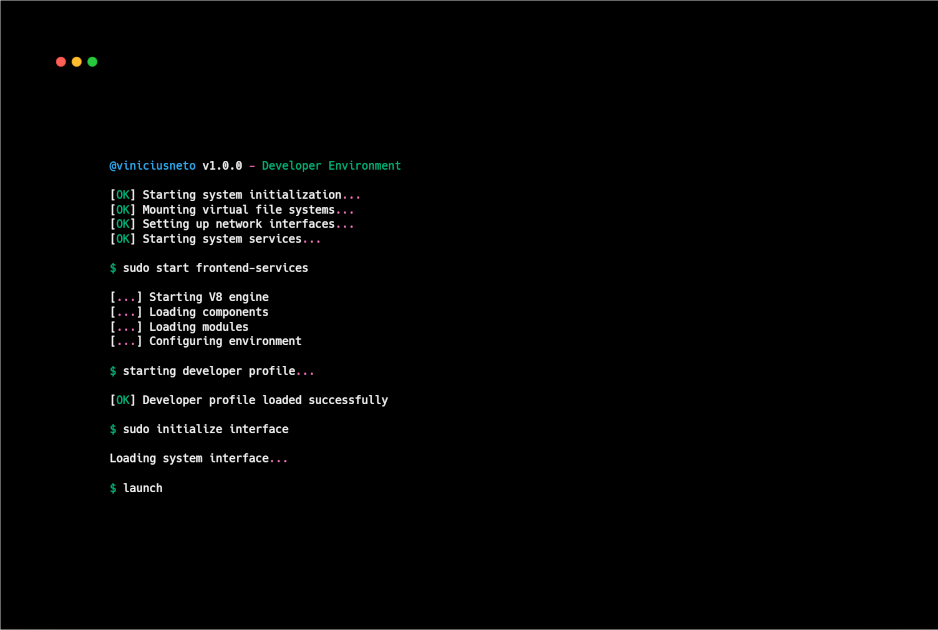 @viniciusneto v1.0.0 - Developer Environment
[OK] Starting system initialization...
[OK] Mounting virtual file systems...
[OK] Setting up network interfaces...
[OK] Starting system services...
$ sudo start frontend-services
[...] Starting V8 engine
[...] Loading components
[...] Loading modules
[...] Configuring environment
$ starting developer profile...
[OK] Developer profile loaded successfully
$ sudo initialize interface
Loading system interface...
$ launch